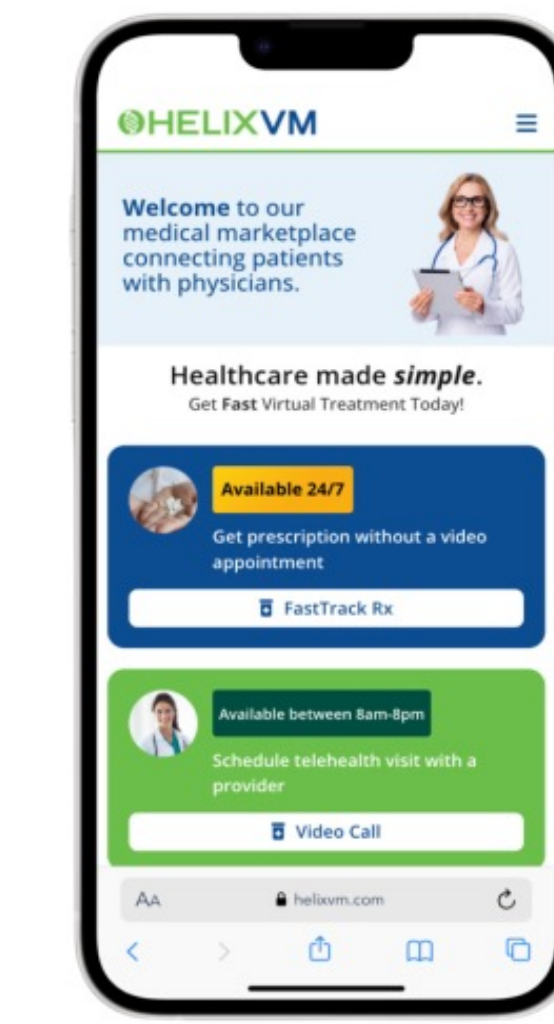 HELIXVM
Welcome to our
medical marketplace
connecting patients
with physicians.
Healthcare made simple.
Get Fast Virtual Treatment Today!
Available 24/7
Get prescription without a video
appointment
FastTrack Rx
Available between 8am-8pm
Schedule telehealth visit with a
provider
Video Call
AA helixvm.com